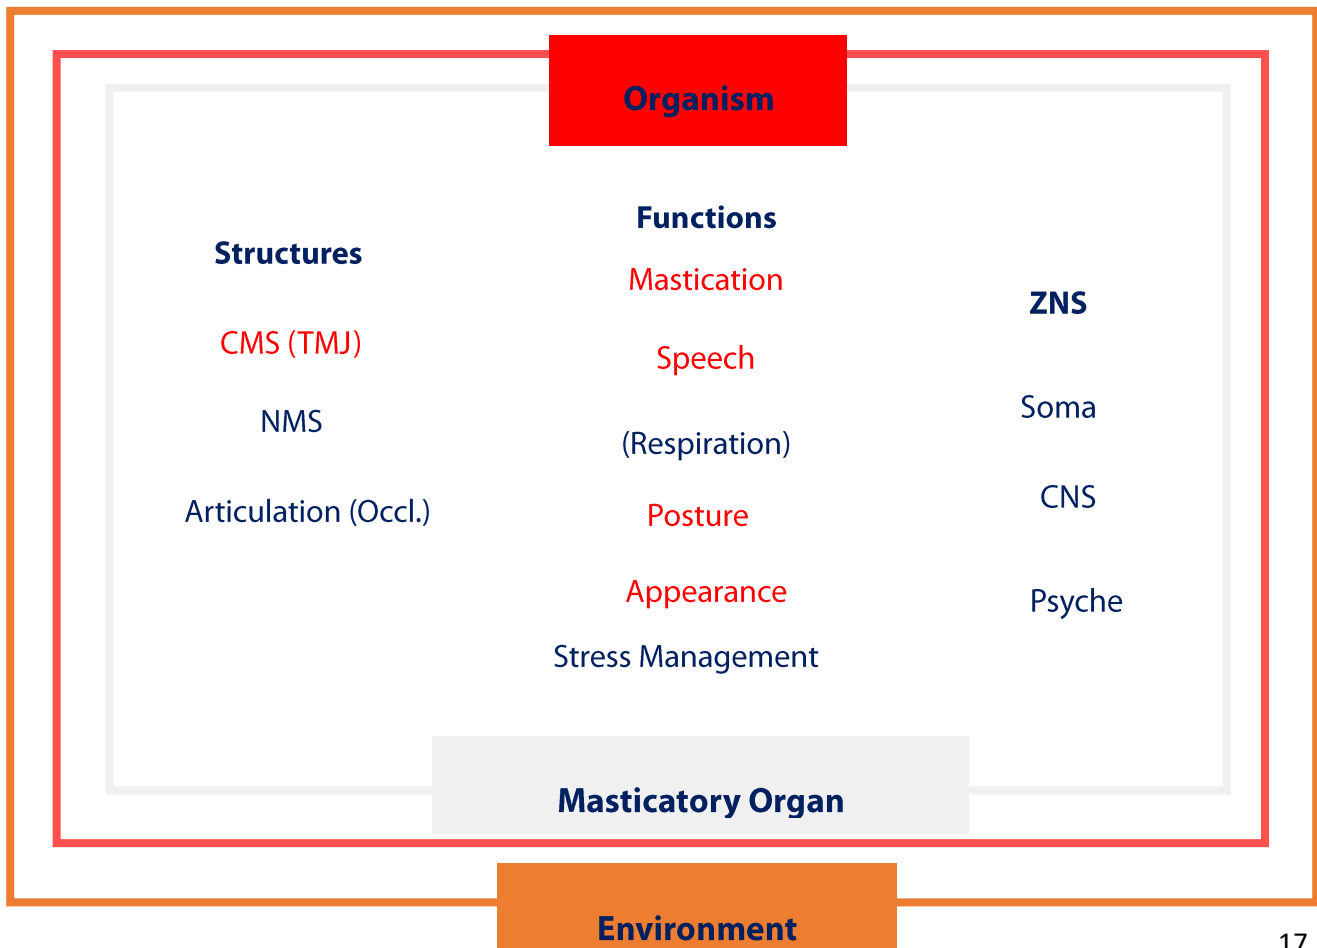 Organism
Structures
CMS (TMJ)
NMS
Articulation (Occl.)
Functions
Mastication
Speech
(Respiration)
Posture
Appearance
Stress Management
ZNS
Soma
CNS
Psyche
Masticatory Organ
Environment
17